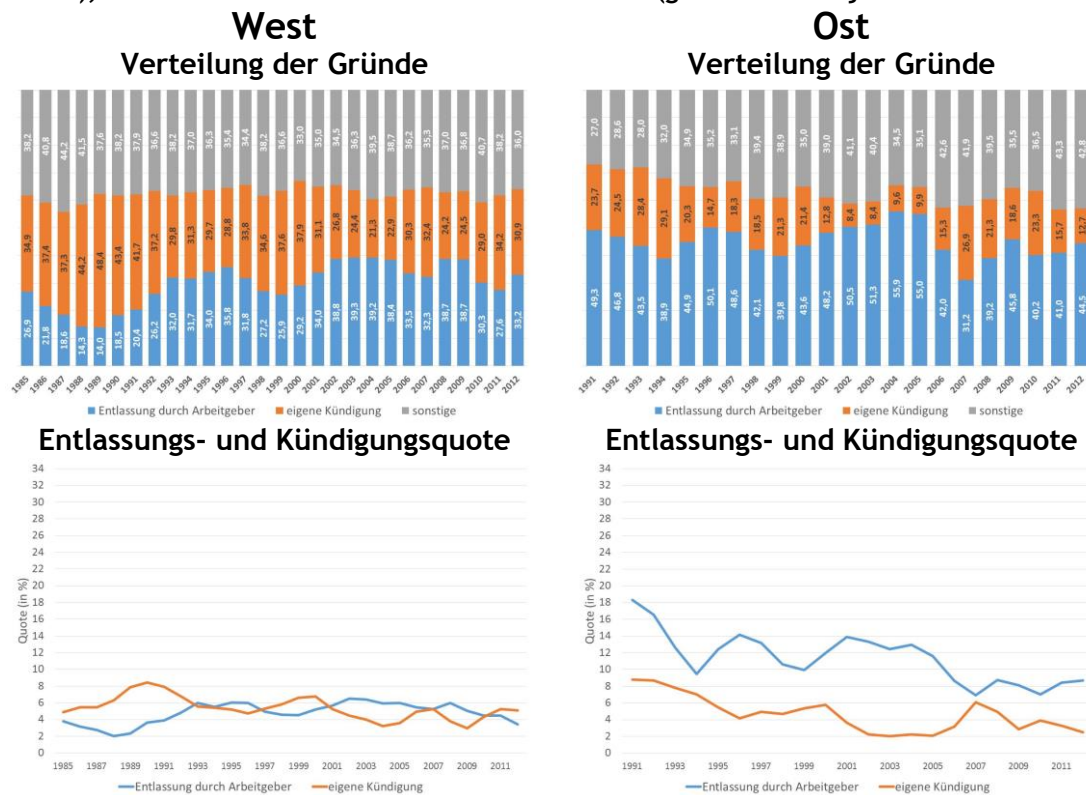 West
Verteilung der Gründe
38,2 40,8 44,2 41,5 37,6 38,2 37,9 36,6 38,2 37,0 36,3 35,4 34,4 38,2 36,6 33,0 35,0 34,5 36,3 39,5 38,7 36,2 35,3 37,0 36,8 40,7 38,2 36,0
34,9 37,4 37,3 44,2 48,4 43,4 41,7 37,2 29,8 31,3 29,7 28,8 33,8 34,6 37,6 37,9 31,1 26,8 24,4 21,3 22,9 30,3 32,4 24,2 24,5 29,0 34,2 30,9
26,9 21,8 18,6 14,3 14,0 18,5 20,4 26,2 32,0 31,7 34,0 35,8 31,8 27,2 25,9 29,2 34,0 38,8 39,3 39,2 38,4 33,5 32,3 38,7 38,7 30,3 27,6 33,2
1985 1986 1987 1988 1989 1990 1991 1992 1993 1994 1995 1996 1997 1998 1999 2000 2001 2002 2003 2004 2005 2006 2007 2008 2009 2010 2011 2012
Entlassung durch Arbeitgeber eigene Kündigung sonstige
Entlassungs- und Kündigungsquote
34
32
30
28
26
24
22
20
18
16
14
12
10
8
6
4
2
0
Quote (in %)
1985 1987 1989 1991 1993 1995 1997 1999 2001 2003 2005 2007 2009 2011
Entlassung durch Arbeitgeber eigene Kündigung
Ost
Verteilung der Gründe
27,0 28,6 28,0 32,0 34,9 35,2 33,1 39,4 38,9 35,0 39,0 41,1 40,4 34,5 35,1 42,6 41,9 39,5 35,5 36,5 43,3 42,8
23,7 24,5 28,4 29,1 20,3 14,7 18,3 18,5 21,3 21,4 12,8 8,4 8,4 9,6 9,9 15,3 26,9 21,3 18,6 23,3 15,7 12,7
49,3 46,8 43,5 38,9 44,9 50,1 48,6 42,1 39,8 43,6 48,2 50,5 51,3 55,9 55,0 42,0 31,2 39,2 45,8 40,2 41,0 44,5
1991 1992 1993 1994 1995 1996 1997 1998 1999 2000 2001 2002 2003 2004 2005 2006 2007 2008 2009 2010 2011 2012
Entlassung durch Arbeitgeber eigene Kündigung sonstige
Entlassungs- und Kündigungsquote
34
32
30
28
26
24
22
20
18
16
14
12
10
8
6
4
2
0
Quote (in %)
1991 1993 1995 1997 1999 2001 2003 2005 2007 2009 2011
Entlassung durch Arbeitgeber eigene Kündigung